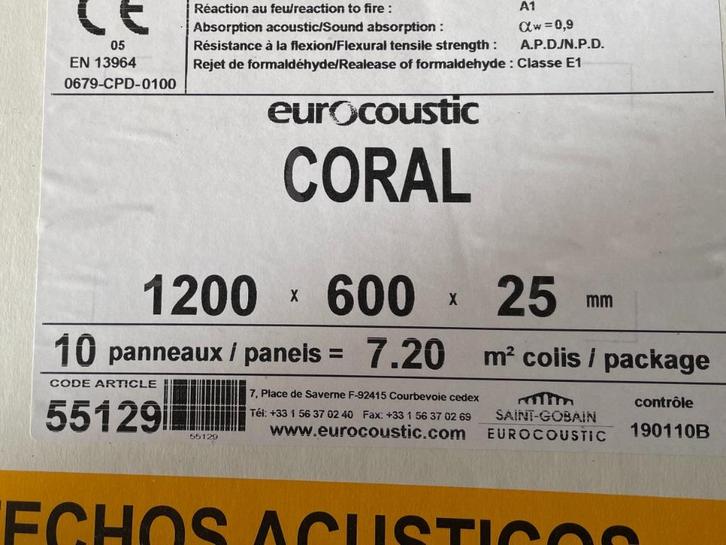 CE
Réaction au feu/reaction to fire : A1
Absorption acoustic/Sound absorption : αw=0,9
05
Résistance à la flexion/Flexural tensile strength : A.P.D./N.P.D.
EN 13964
Rejet de formaldéhyde/Realease of formaldehyde : Classe E1
0679-CPD-0100
eurocoustic
CORAL
1200 x 600 x 25 mm
10 panneaux / panels = 7.20 m² colis / package
CODE ARTICLE
55129
55129
7, Place de Saverne F-92415 Courbevoie cedex
Tél: +33 1 56 37 02 40 Fax: +33 1 56 37 02 69
www.eurocoustic.com
SAINT-GOBAIN
EUROCOUSTIC
contrôle
190110B
TECHOS ACUSTICOS